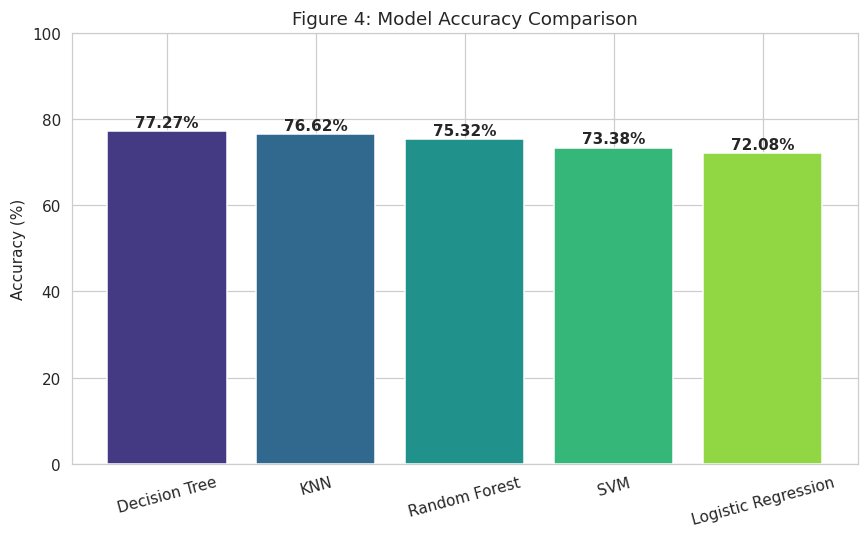 Figure 4: Model Accuracy Comparison
Accuracy (%)
100
80
60
40
20
0
77.27%
76.62%
75.32%
73.38%
72.08%
Decision Tree
KNN
Random Forest
SVM
Logistic Regression